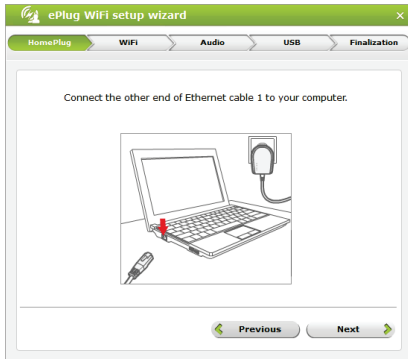 ePlug WiFi setup wizard
HomePlug WiFi Audio USB Finalization
Connect the other end of Ethernet cable 1 to your computer.
Previous Next